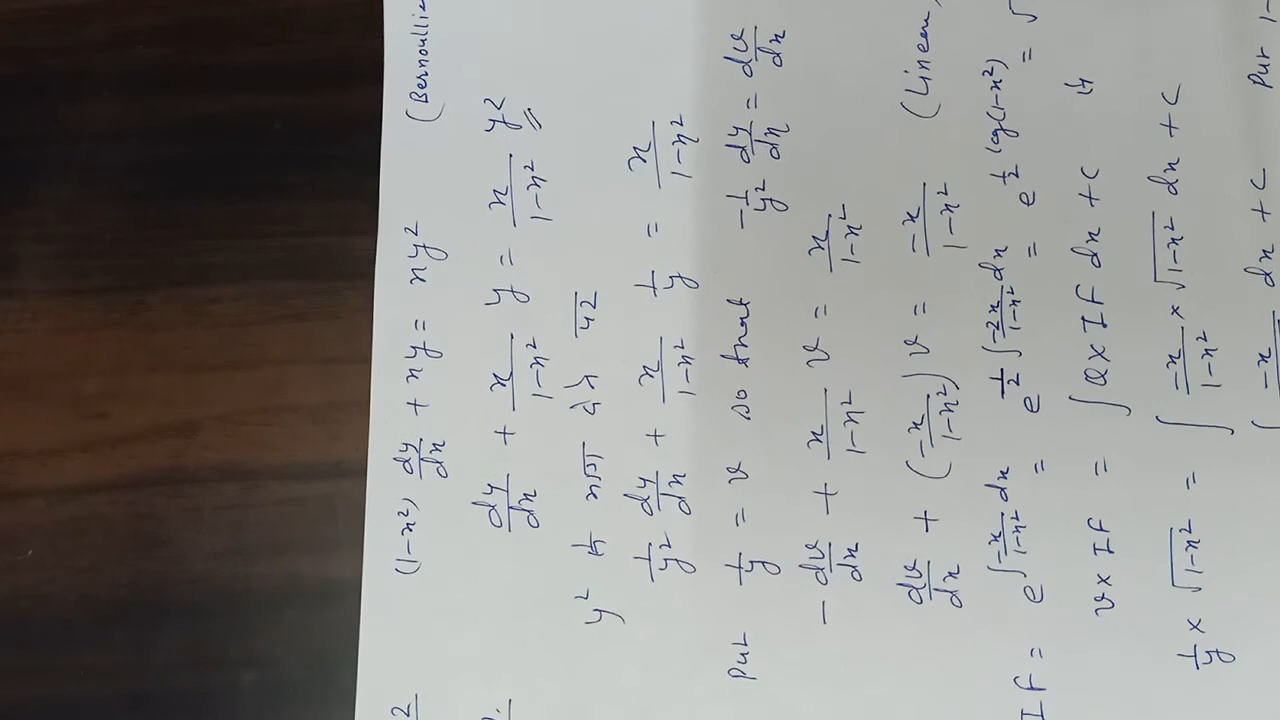 (1-x²) dy/dx + xy = xy² (Bernoulli
dy/dx + x/(1-x²) y = x/(1-x²) y²
y² से भाग देने पर
1/y² dy/dx + x/(1-x²) 1/y = x/(1-x²)
Put 1/y = v so that -1/y² dy/dx = dv/dx
-dv/dx + x/(1-x²) v = x/(1-x²)
dv/dx + (-x/(1-x²)) v = -x/(1-x²) (Linear,
IF = e^∫ -x/(1-x²) dx = e^½ ∫ -2x/(1-x²) dx = e^½ log(1-x²) = √
v x IF = ∫ Q x IF dx + c
1/y x √(1-x²) = ∫ -x/(1-x²) x √(1-x²) dx + c
-x dx + c Put 1-